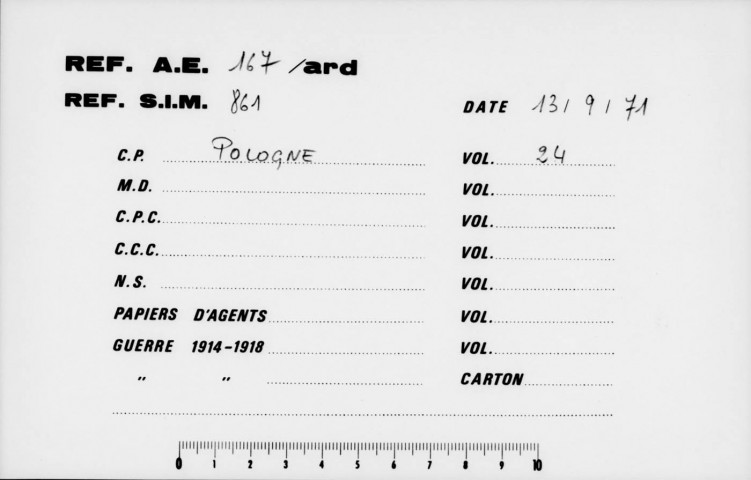 REF. A.E. 167 /ard
REF. S.I.M. 861 DATE 13 / 9 / 71
C.P. POLOGNE VOL. 24
M.D. VOL.
C.P.C. VOL.
C.C.C. VOL.
N.S. VOL.
PAPIERS D'AGENTS VOL.
GUERRE 1914-1918 VOL.
" " CARTON
0 1 2 3 4 5 6 7 8 9 10